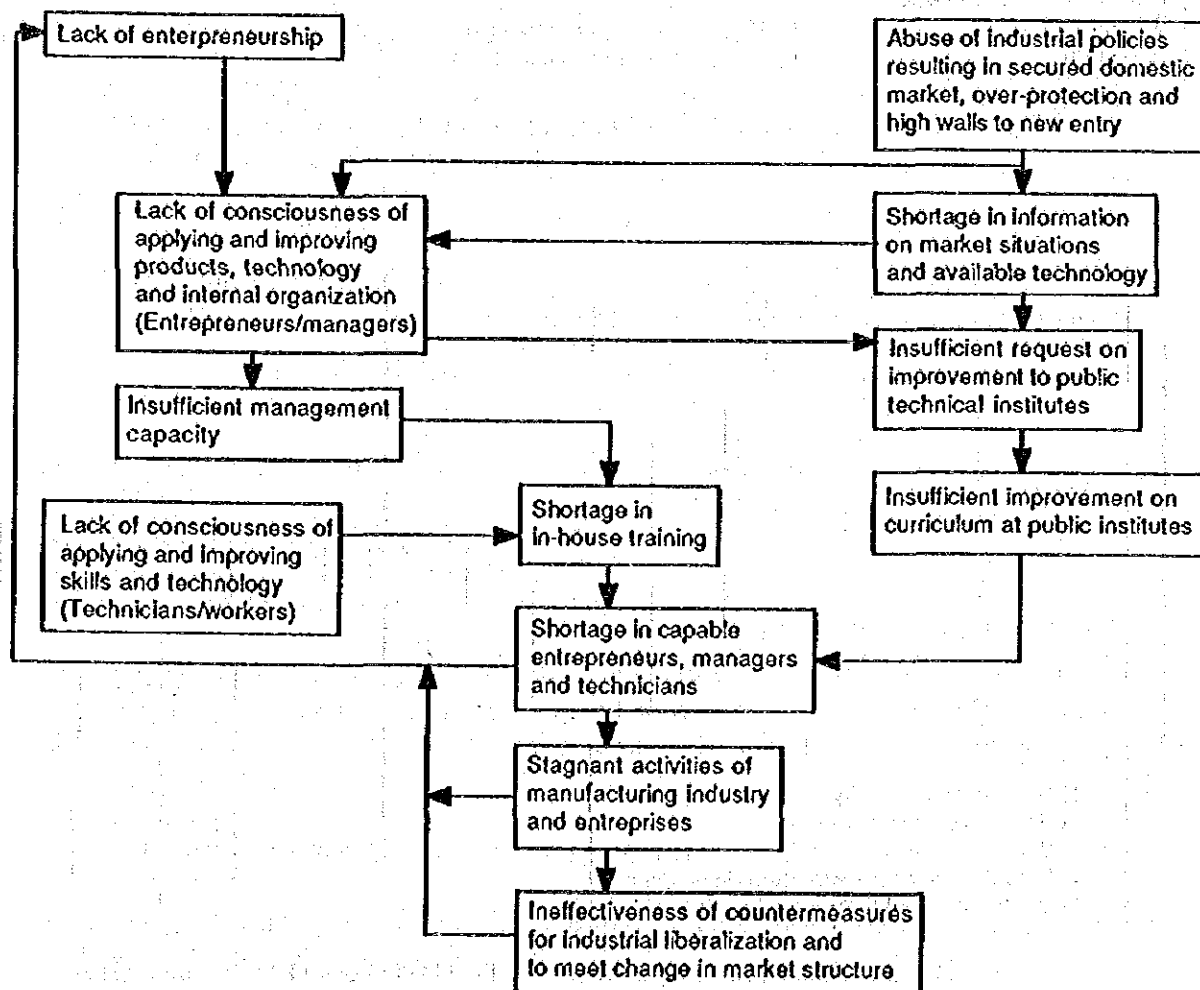 Lack of enterpreneurship
Abuse of industrial policies
resulting in secured domestic
market, over-protection and
high walls to new entry
Lack of consciousness of
applying and improving
products, technology
and internal organization
(Entrepreneurs/managers)
Shortage in information
on market situations
and available technology
Insufficient request on
improvement to public
technical institutes
Insufficient management
capacity
Insufficient improvement on
curriculum at public institutes
Shortage in
in-house training
Lack of consciousness of
applying and improving
skills and technology
(Technicians/workers)
Shortage in capable
entrepreneurs, managers
and technicians
Stagnant activities of
manufacturing industry
and entreprises
Ineffectiveness of countermeasures
for industrial liberalization and
to meet change in market structure